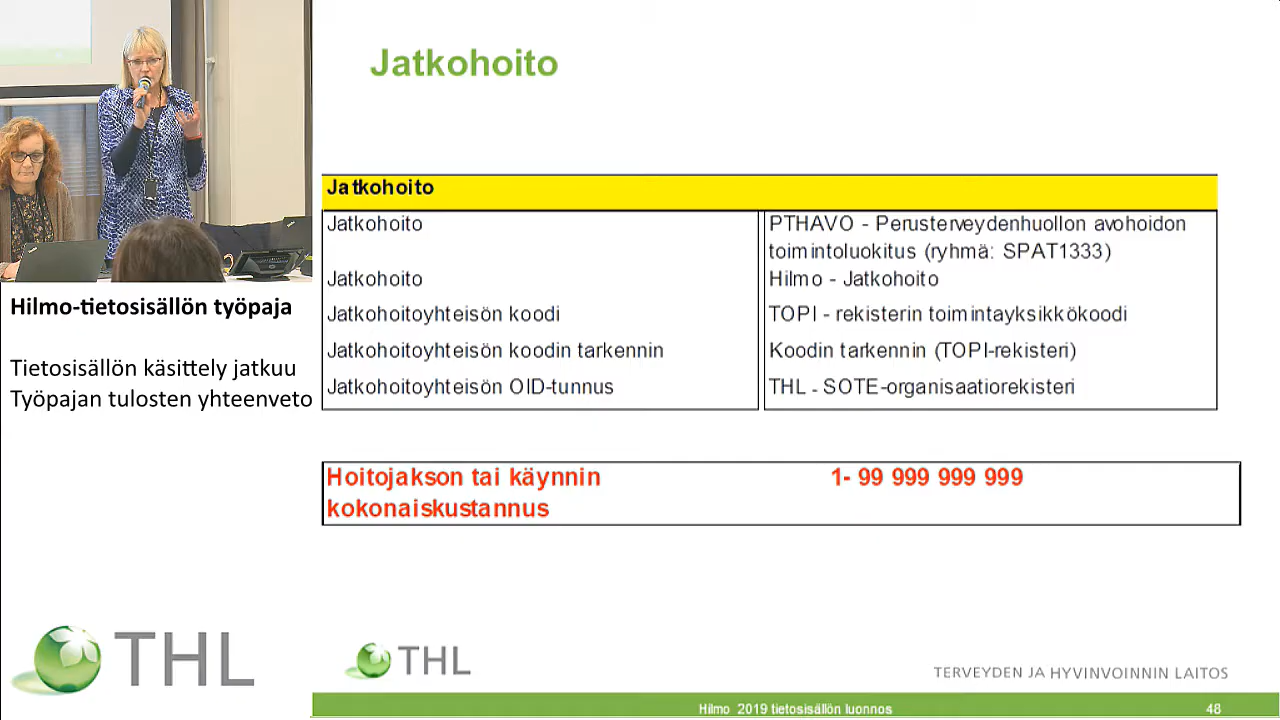 Jatkohoito
Jatkohoito
Jatkohoito
PTHAVO - Perusterveydenhuollon avohoidon
toimintoluokitus (ryhmä: SPAT1333)
Jatkohoito
Hilmo - Jatkohoito
Jatkohoitoyhteisön koodi
TOPI - rekisterin toimintayksikkökoodi
Jatkohoitoyhteisön koodin tarkennin
Koodin tarkennin (TOPI-rekisteri)
Jatkohoitoyhteisön OID-tunnus
THL - SOTE-organisaatiorekisteri
Hoitojakson tai käynnin
kokonaiskustannus
1- 99 999 999 999
Hilmo-tietosisällön työpaja
Tietosisällön käsittely jatkuu
Työpajan tulosten yhteenveto
THL
THL
TERVEYDEN JA HYVINVOINNIN LAITOS
Hilmo 2019 tietosisällön luonnos
48